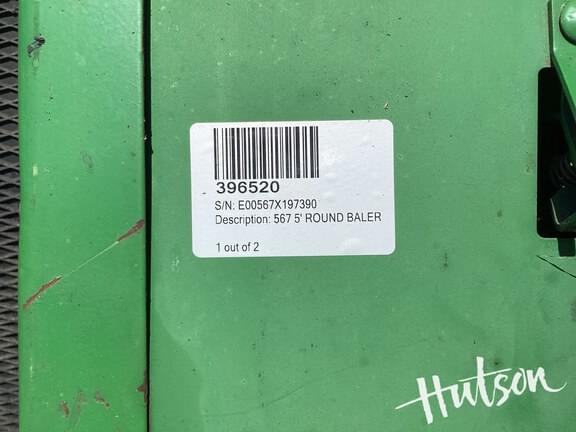 396520
S/N: E00567X197390
Description: 567 5' ROUND BALER
1 out of 2
Hutson